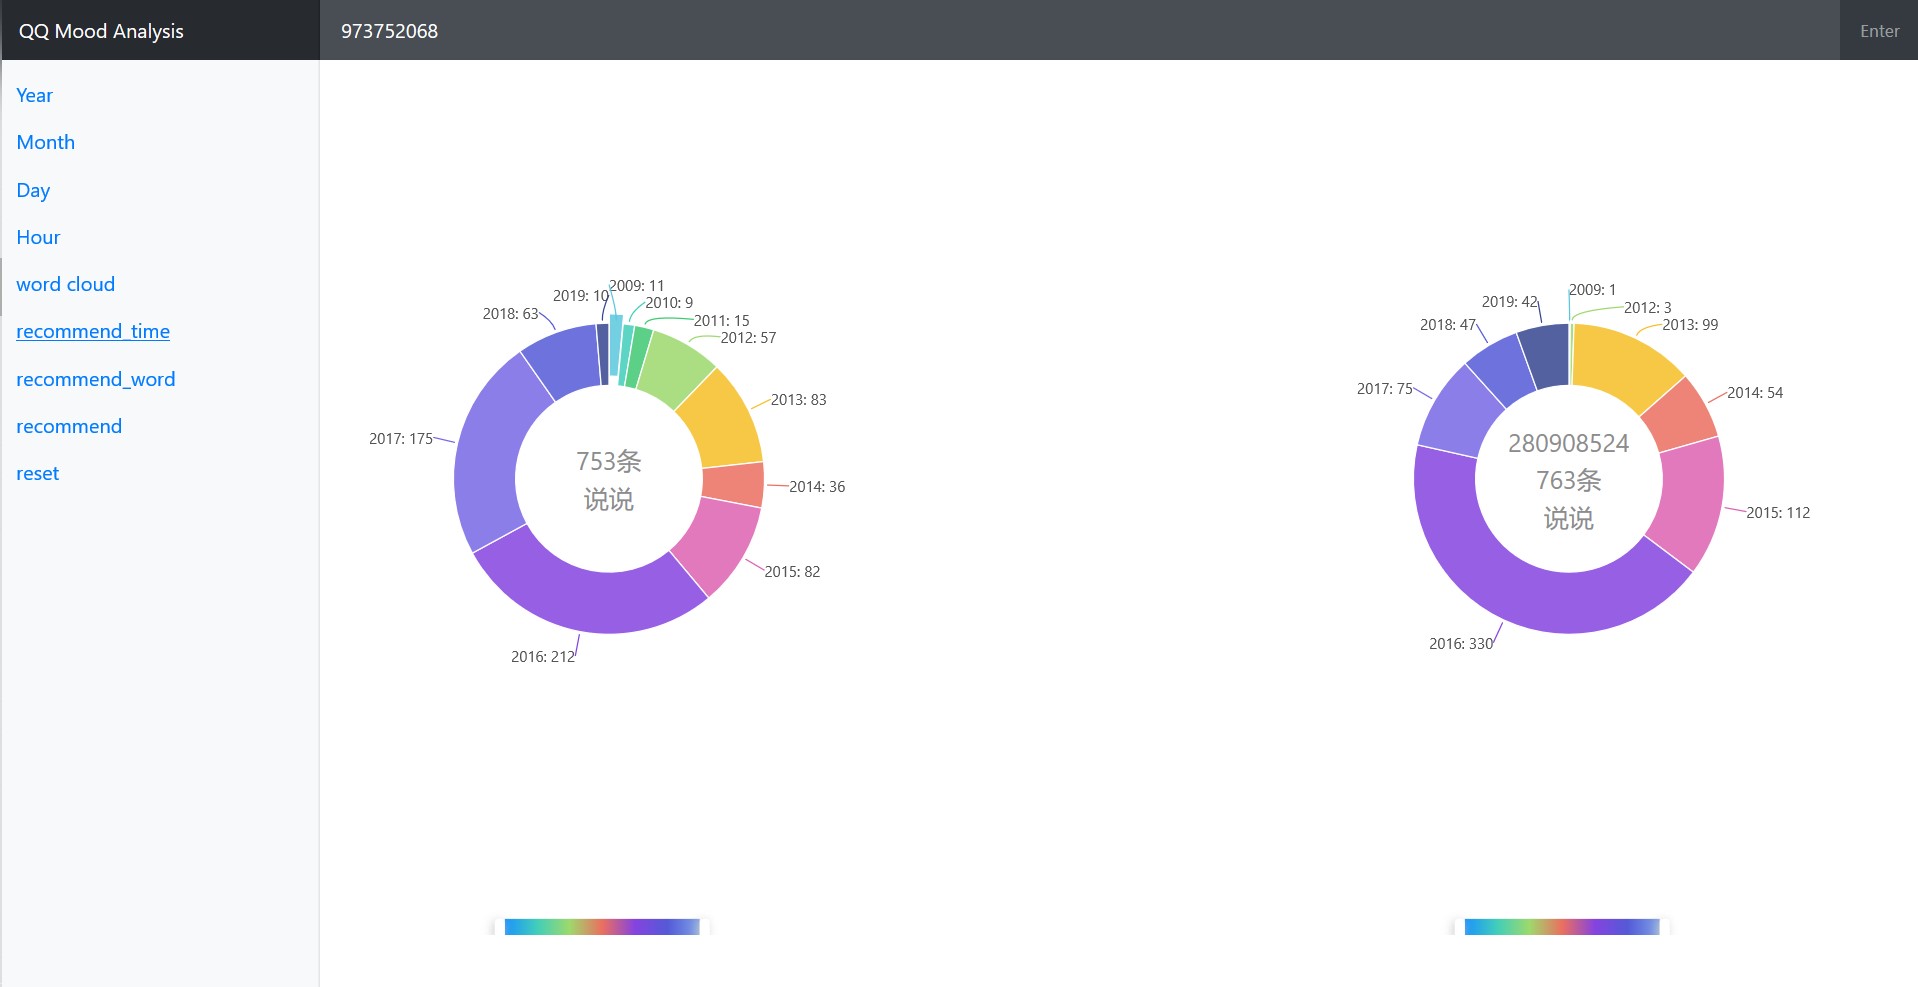 QQ Mood Analysis
973752068
Enter
Year
Month
Day
Hour
word cloud
recommend_time
recommend_word
recommend
reset
2009: 11
2010: 9
2011: 15
2012: 57
2013: 83
2014: 36
2015: 82
2016: 212
2017: 175
2018: 63
2019: 10
753条
说说
2009: 1
2012: 3
2013: 99
2014: 54
2015: 112
2016: 330
2017: 75
2018: 47
2019: 42
280908524
763条
说说